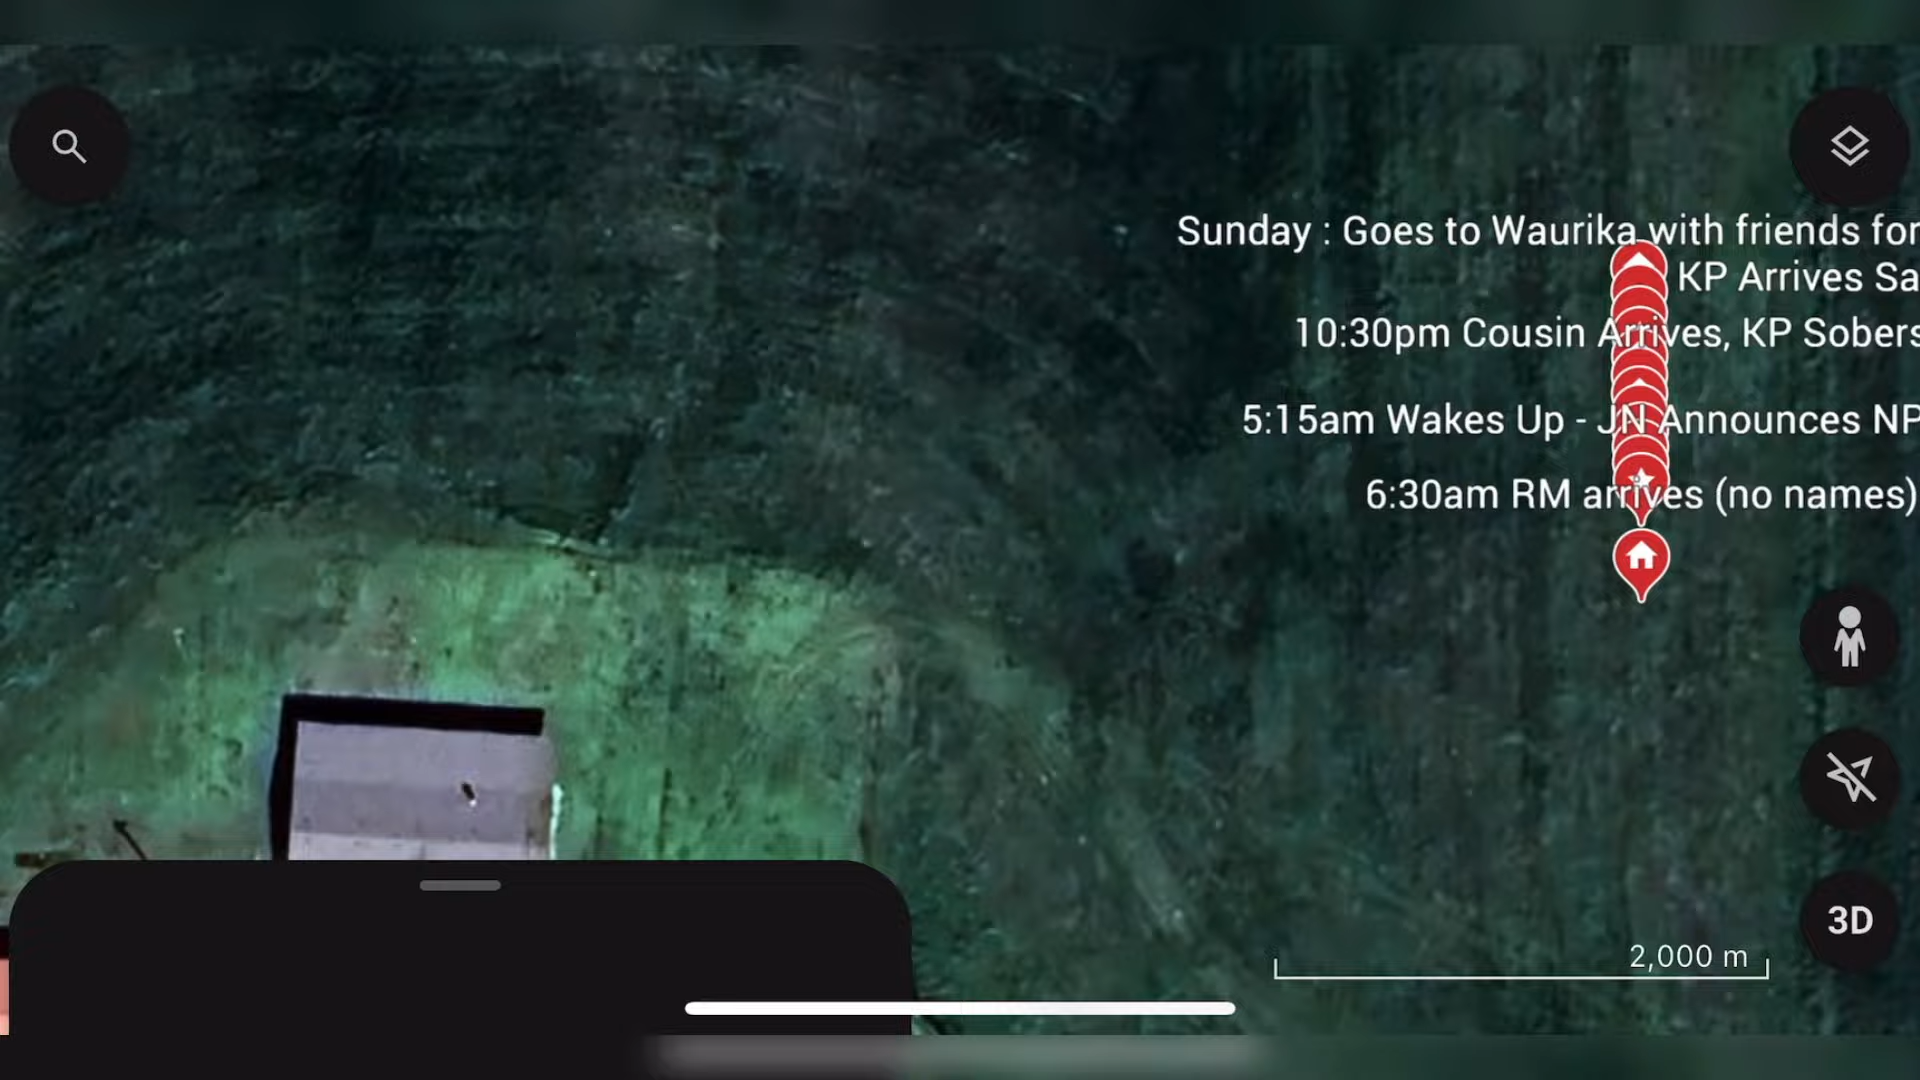 Sunday : Goes to Waurika with friends for
KP Arrives Sa
10:30pm Cousin Arrives, KP Sobers
5:15am Wakes Up - JN Announces NP
6:30am RM arrives (no names)
3D
2,000 m